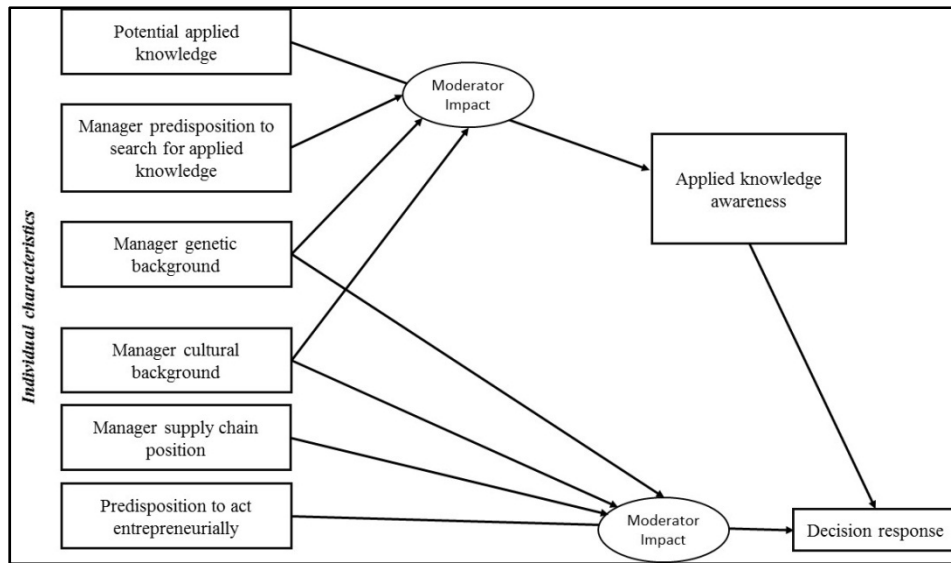 Individual characteristics
Potential applied
knowledge
Manager predisposition to
search for applied
knowledge
Manager genetic
background
Manager cultural
background
Manager supply chain
position
Predisposition to act
entrepreneurially
Moderator
Impact
Applied knowledge
awareness
Moderator
Impact
Decision response